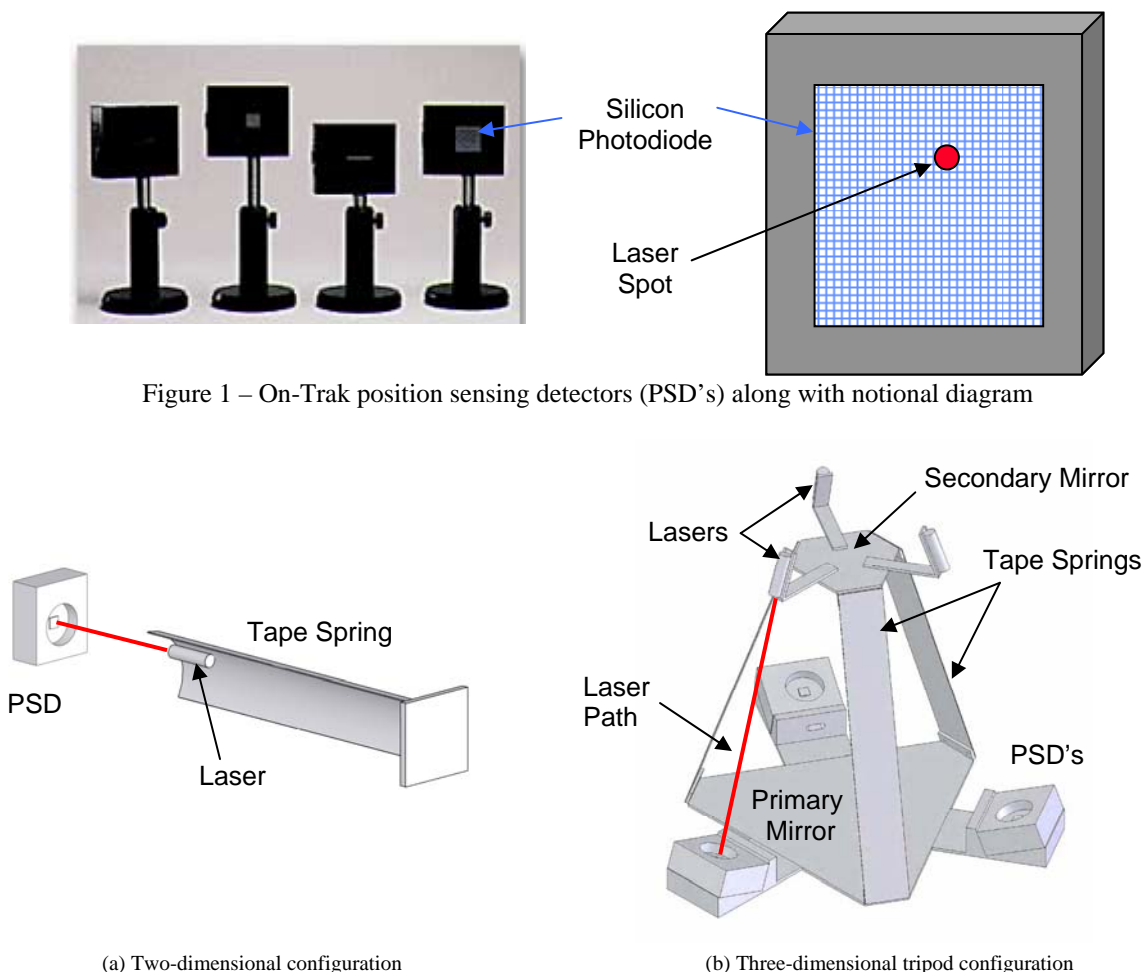 Silicon
Photodiode
Laser
Spot
Figure 1 – On-Trak position sensing detectors (PSD's) along with notional diagram
PSD
Tape Spring
Laser
(a) Two-dimensional configuration
Secondary Mirror
Lasers
Tape Springs
Laser
Path
PSD's
Primary
Mirror
(b) Three-dimensional tripod configuration